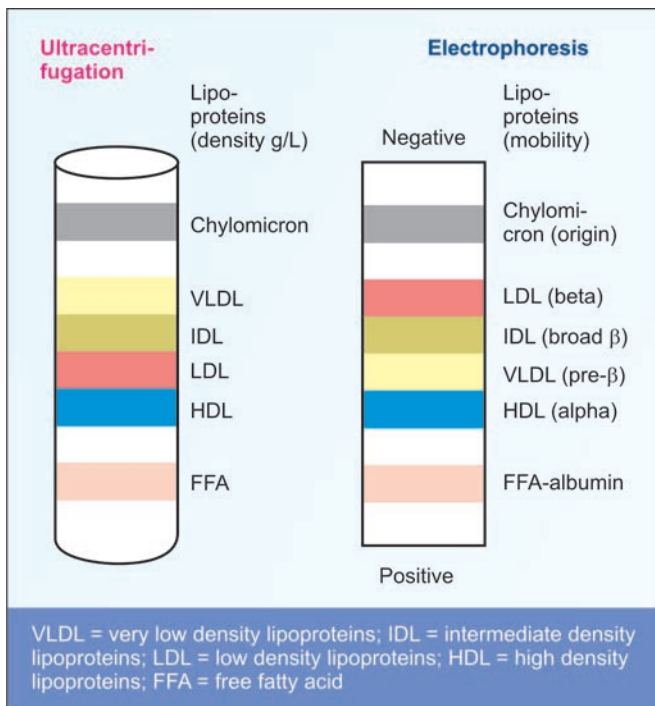 Ultracentri-
fugation
Lipo-
proteins
(density g/L)
Chylomicron
VLDL
IDL
LDL
HDL
FFA
Electrophoresis
Negative
Lipo-
proteins
(mobility)
Chylomi-
cron (origin)
LDL (beta)
IDL (broad β)
VLDL (pre-β)
HDL (alpha)
FFA-albumin
Positive
VLDL = very low density lipoproteins; IDL = intermediate density
lipoproteins; LDL = low density lipoproteins; HDL = high density
lipoproteins; FFA = free fatty acid